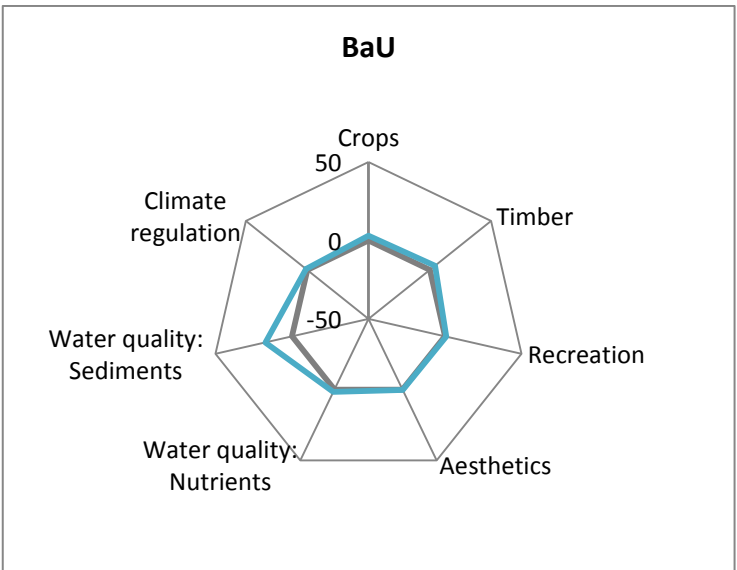 BaU
Crops
50
Timber
0
Recreation
-50
Aesthetics
Water quality:
Nutrients
Water quality:
Sediments
Climate
regulation